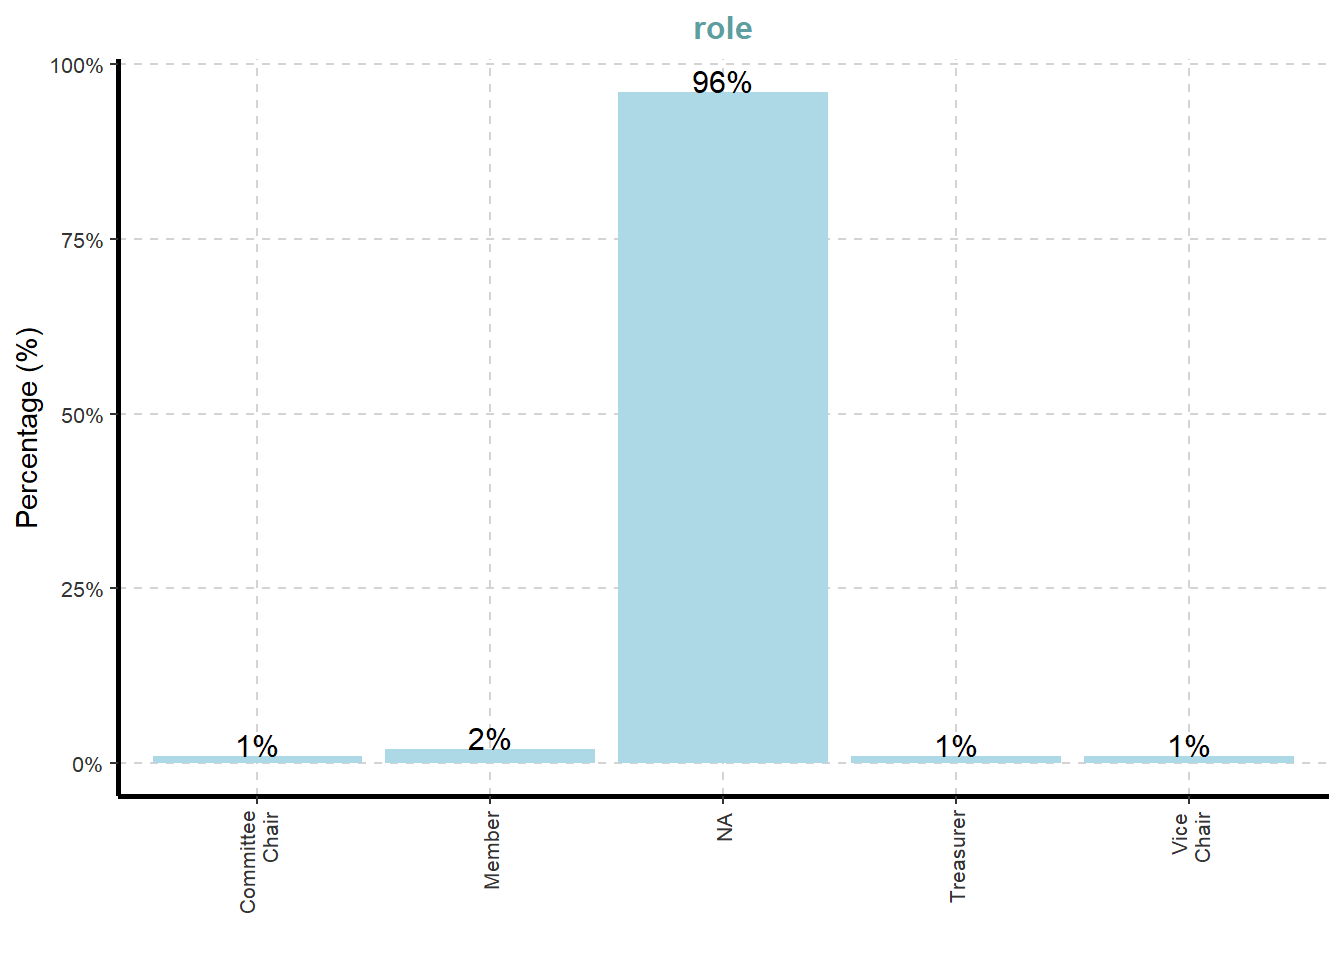 role
100%
75%
50%
25%
0%
Percentage (%)
1%
2%
96%
1%
1%
Committee
Chair
Member
NA
Treasurer
Vice
Chair